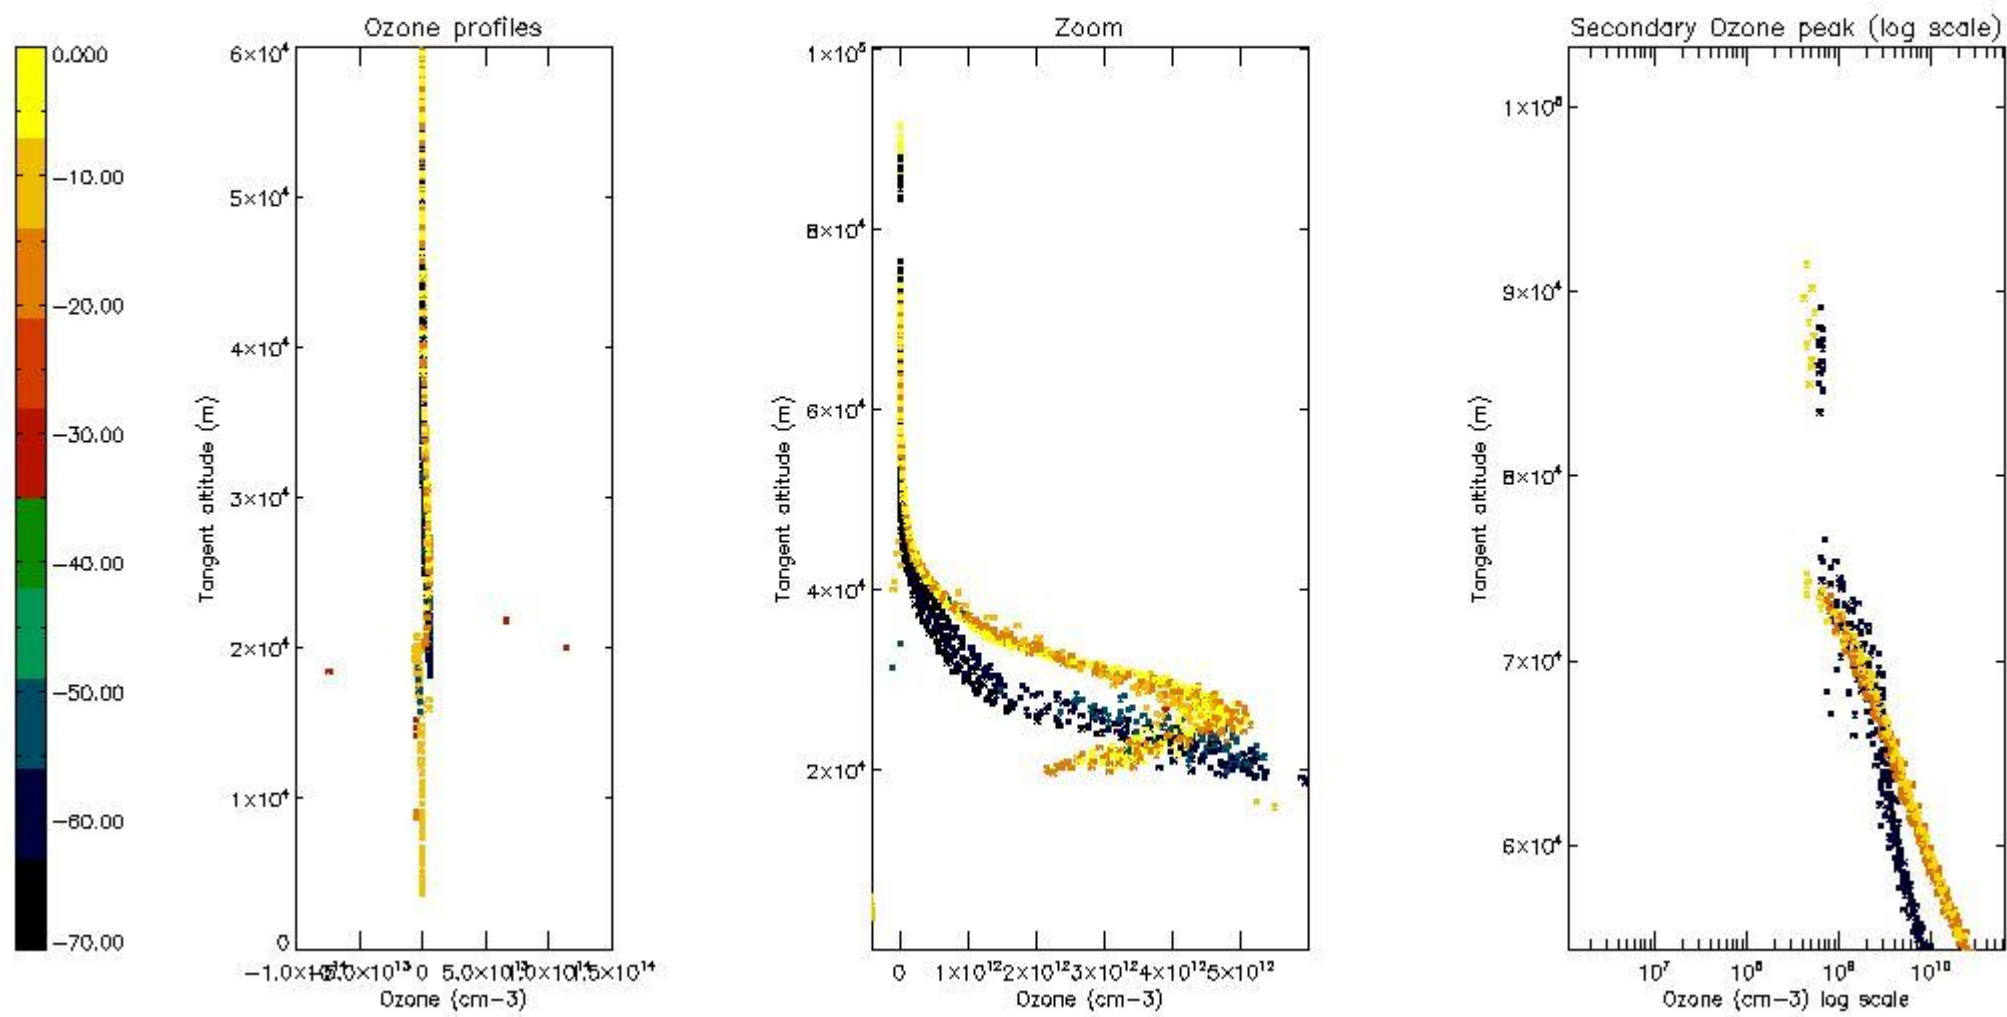 Ozone profiles
Zoom
Secondary Ozone peak (log scale)
0.000
−10.00
−20.00
−30.00
−40.00
−50.00
−60.00
−70.00
6×10⁴
5×10⁴
4×10⁴
3×10⁴
2×10⁴
1×10⁴
0
Tangent altitude (m)
0
Ozone (cm−3)
1×10⁵
8×10⁴
6×10⁴
4×10⁴
2×10⁴
Tangent altitude (m)
0 1×10¹² 2×10¹² 3×10¹² 4×10¹² 5×10¹²
Ozone (cm−3)
9×10⁴
8×10⁴
7×10⁴
6×10⁴
Tangent altitude (m)
10⁷ 10⁸ 10⁹ 10¹⁰
Ozone (cm−3) log scale